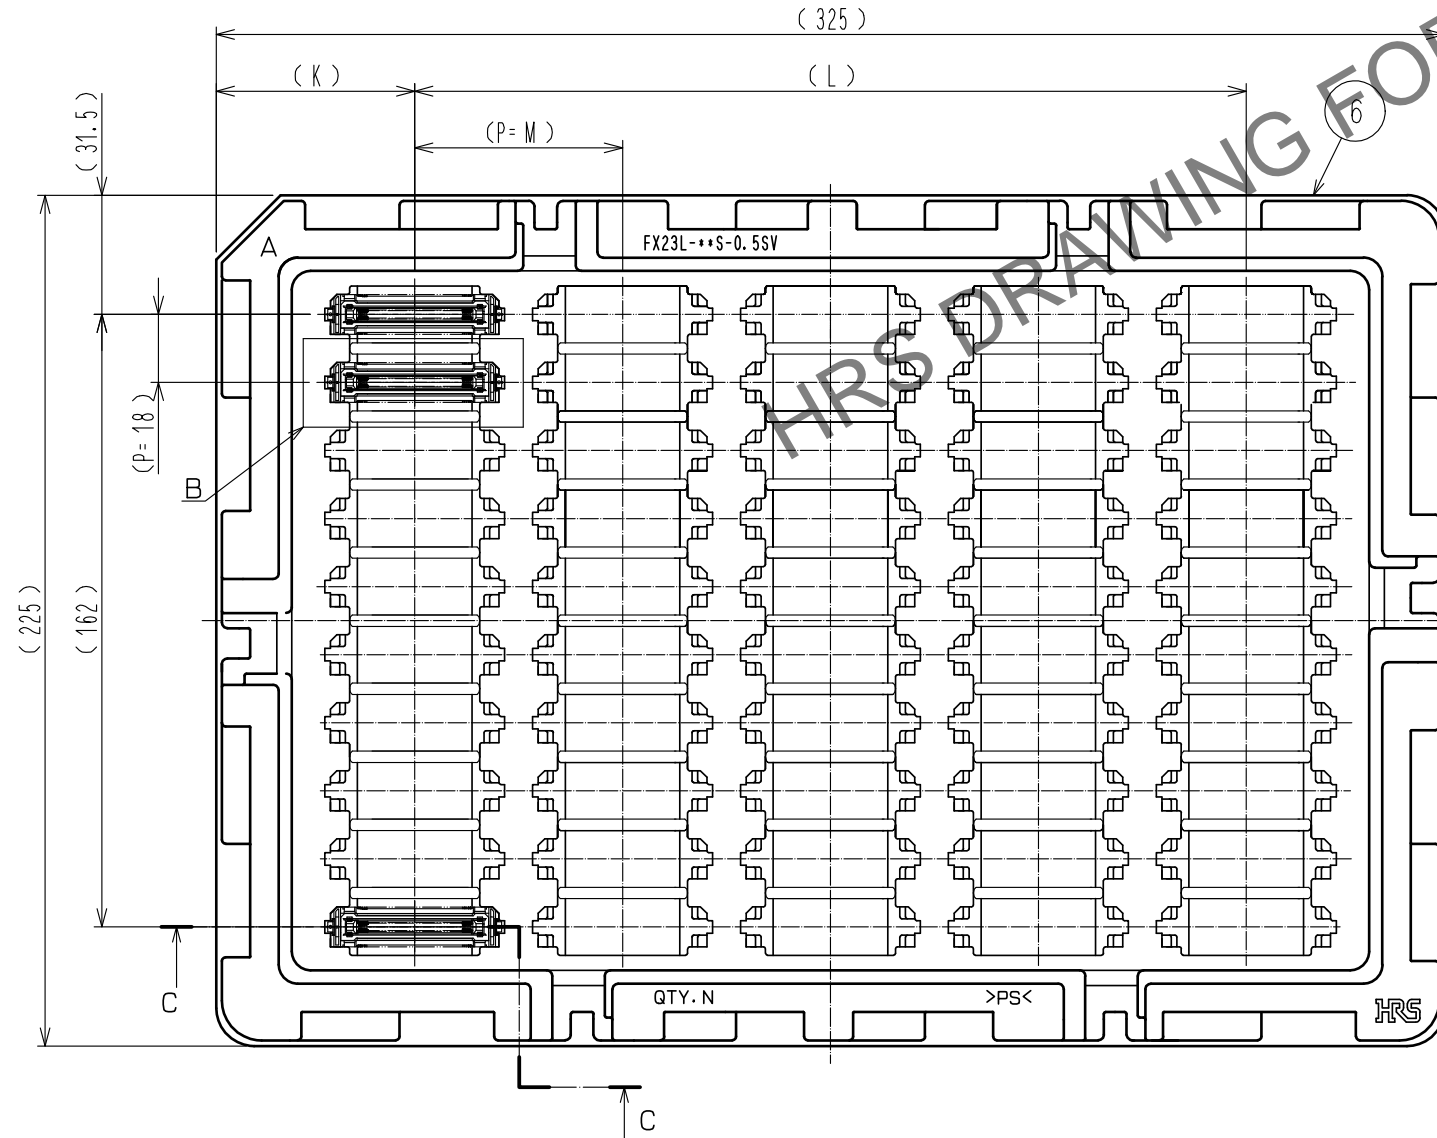 ( 325 )
( K )
( L )
( 31.5 )
(P= M )
6
HRS DRAWING FO
A
FX23L-**S-0.5SV
(P= 18 )
B
( 225 )
( 162 )
C
QTY. N
>PS<
HRS
C